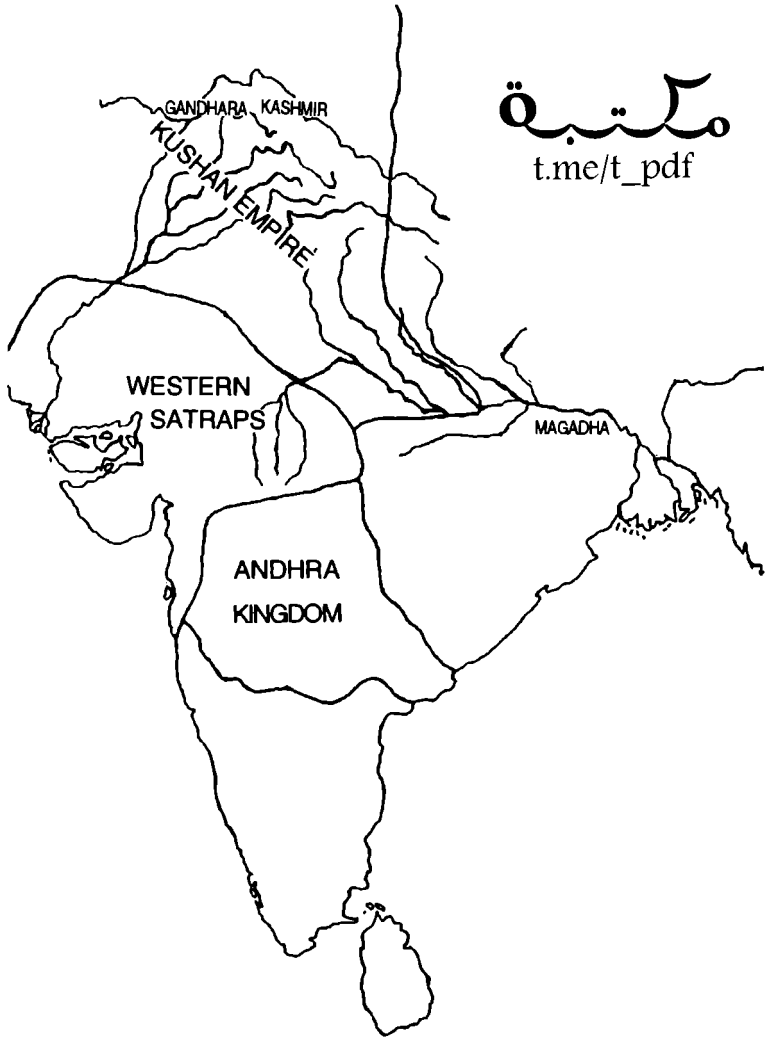 مكتبة
t.me/t_pdf
GANDHARA KASHMIR
KUSHAN EMPIRE
WESTERN
SATRAPS
MAGADHA
ANDHRA
KINGDOM